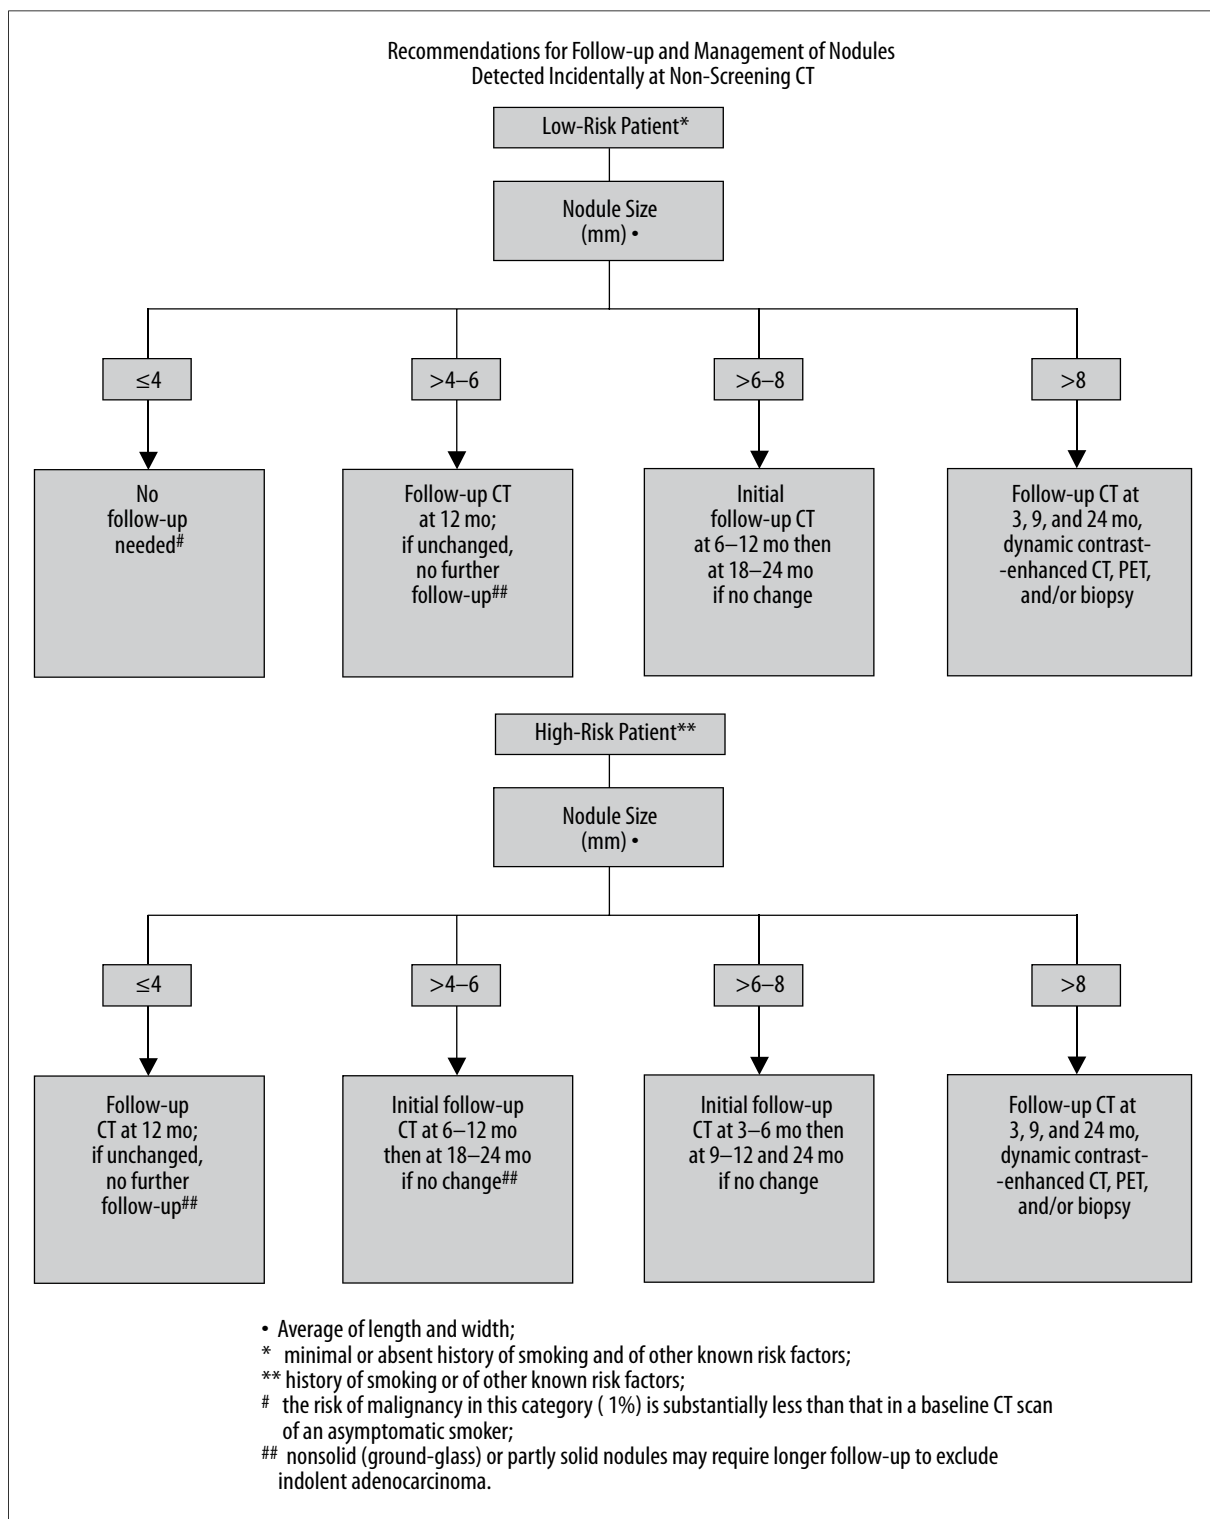 Recommendations for Follow-up and Management of Nodules
Detected Incidentally at Non-Screening CT
Low-Risk Patient*
Nodule Size
(mm) •
≤4
>4–6
>6–8
>8
No
follow-up
needed#
Follow-up CT
at 12 mo;
if unchanged,
no further
follow-up##
Initial
follow-up CT
at 6–12 mo then
at 18–24 mo
if no change
Follow-up CT at
3, 9, and 24 mo,
dynamic contrast-
-enhanced CT, PET,
and/or biopsy
High-Risk Patient**
Nodule Size
(mm) •
≤4
>4–6
>6–8
>8
Follow-up
CT at 12 mo;
if unchanged,
no further
follow-up##
Initial follow-up
CT at 6–12 mo
then at 18–24 mo
if no change##
Initial follow-up
CT at 3–6 mo then
at 9–12 and 24 mo
if no change
Follow-up CT at
3, 9, and 24 mo,
dynamic contrast-
-enhanced CT, PET,
and/or biopsy
• Average of length and width;
* minimal or absent history of smoking and of other known risk factors;
** history of smoking or of other known risk factors;
# the risk of malignancy in this category ( 1%) is substantially less than that in a baseline CT scan
of an asymptomatic smoker;
## nonsolid (ground-glass) or partly solid nodules may require longer follow-up to exclude
indolent adenocarcinoma.